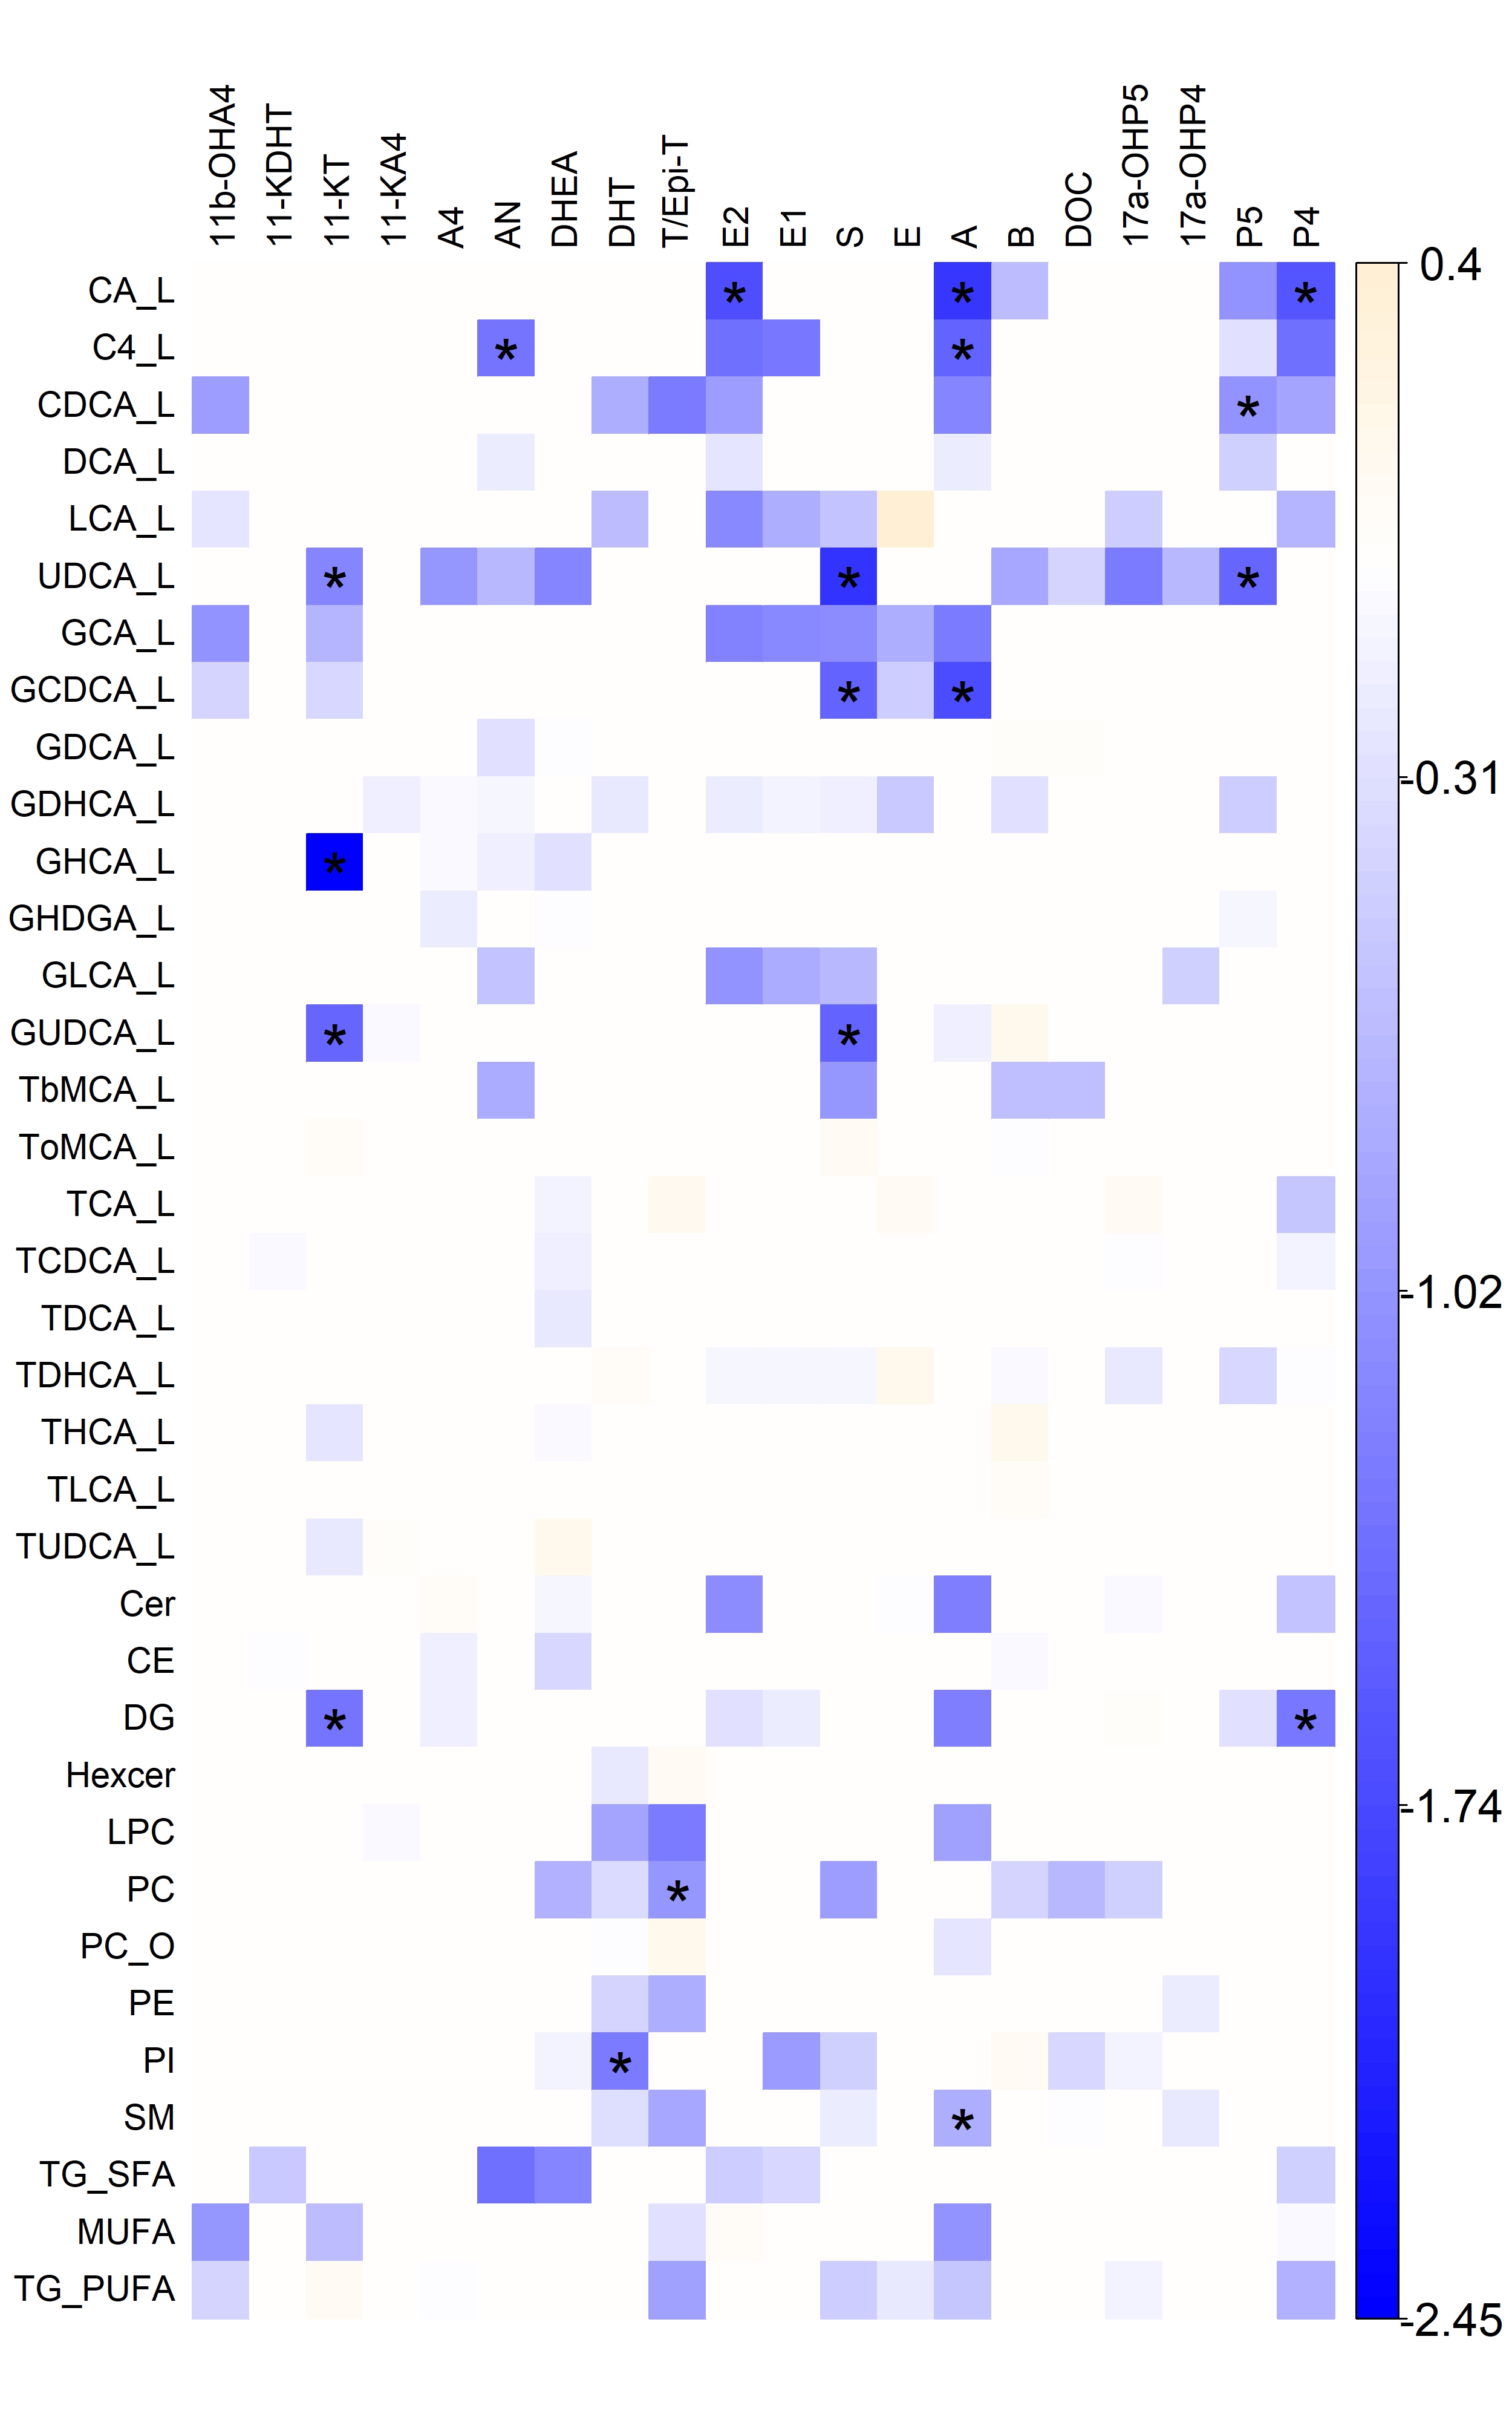 11b-OHA4
11-KDHT
11-KT
11-KA4
A4
AN
DHEA
DHT
T/Epi-T
E2
E1
S
E
A
B
DOC
17a-OHP5
17a-OHP4
P5
P4
CA_L * * *
C4_L * *
CDCA_L *
DCA_L
LCA_L
UDCA_L * * *
GCA_L
GCDCA_L * *
GDCA_L
GDHCA_L
GHCA_L *
GHDGA_L
GLCA_L
GUDCA_L * *
TbMCA_L
ToMCA_L
TCA_L
TCDCA_L
TDCA_L
TDHCA_L
THCA_L
TLCA_L
TUDCA_L
Cer
CE
DG * *
Hexcer
LPC
PC *
PC_O
PE
PI *
SM *
TG_SFA
MUFA
TG_PUFA
0.4
-0.31
-1.02
-1.74
-2.45